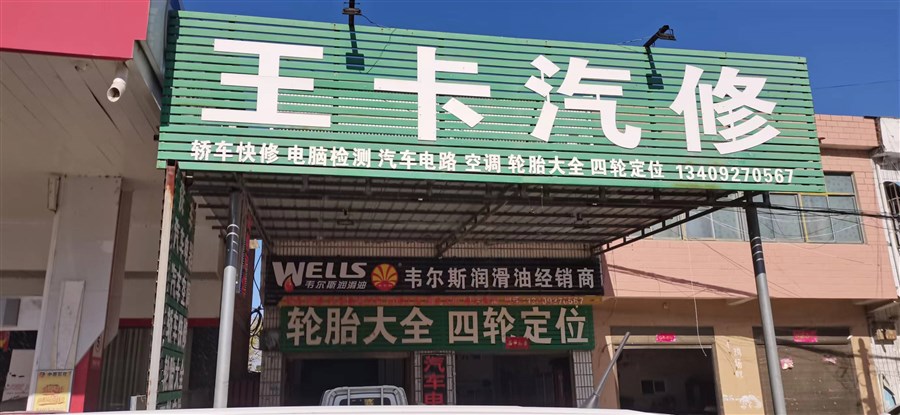 王卡汽修
轿车快修 电脑检测 汽车电路 空调 轮胎大全 四轮定位 13409270567
WELLS 韦尔斯润滑油 韦尔斯润滑油经销商
轮胎大全 四轮定位
汽车电